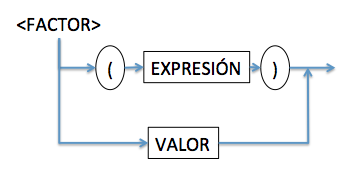 <FACTOR>
( EXPRESIÓN )
VALOR